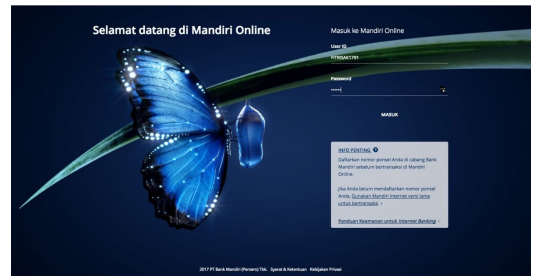 Selamat datang di Mandiri Online
Masuk ke Mandiri Online
User ID
Password
••••••
MASUK
INFO PENTING ?
Daftarkan nomor ponsel Anda di cabang Bank
Mandiri sebelum bertransaksi di Mandiri
Online.
Jika Anda belum mendaftarkan nomor ponsel
Anda, Gunakan Mandiri Internet versi lama
untuk bertransaksi >
Panduan Keamanan untuk Internet Banking >
2017 PT Bank Mandiri (Persero) Tbk. Syarat & Ketentuan Kebijakan Privasi